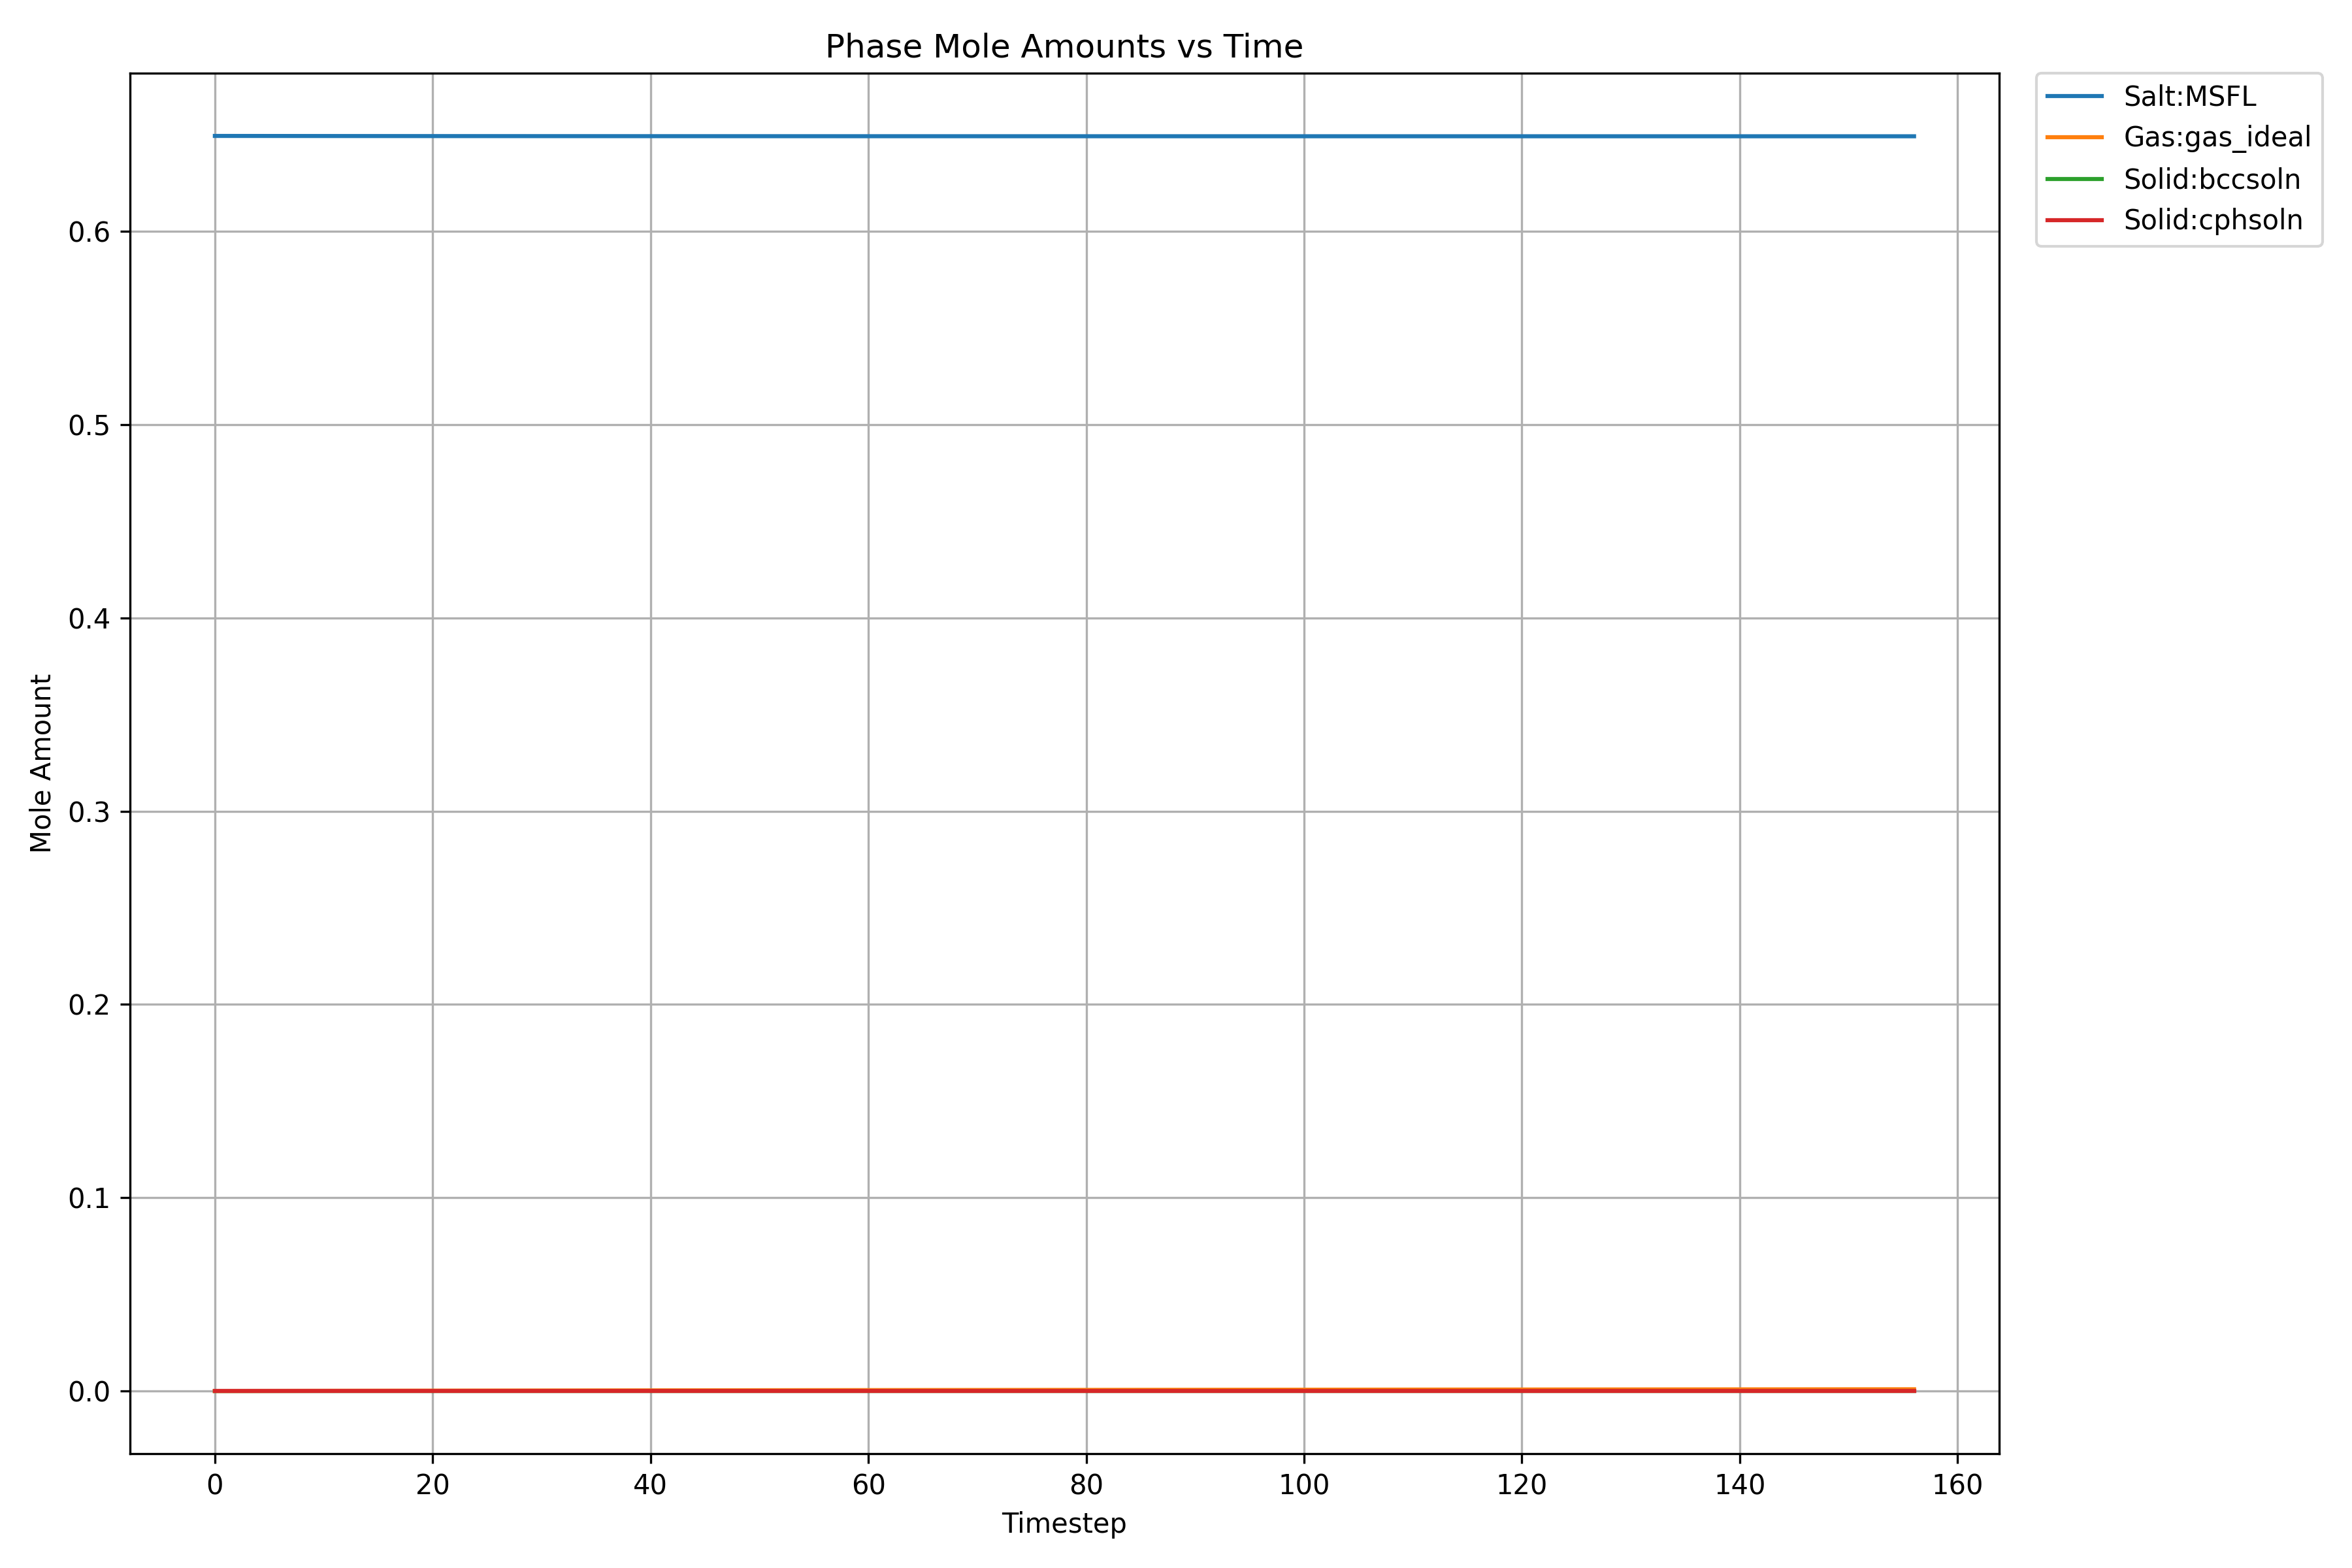 Phase Mole Amounts vs Time
Salt:MSFL
Gas:gas_ideal
Solid:bccsoln
Solid:cphsoln
Mole Amount
0.6
0.5
0.4
0.3
0.2
0.1
0.0
0 20 40 60 80 100 120 140 160
Timestep